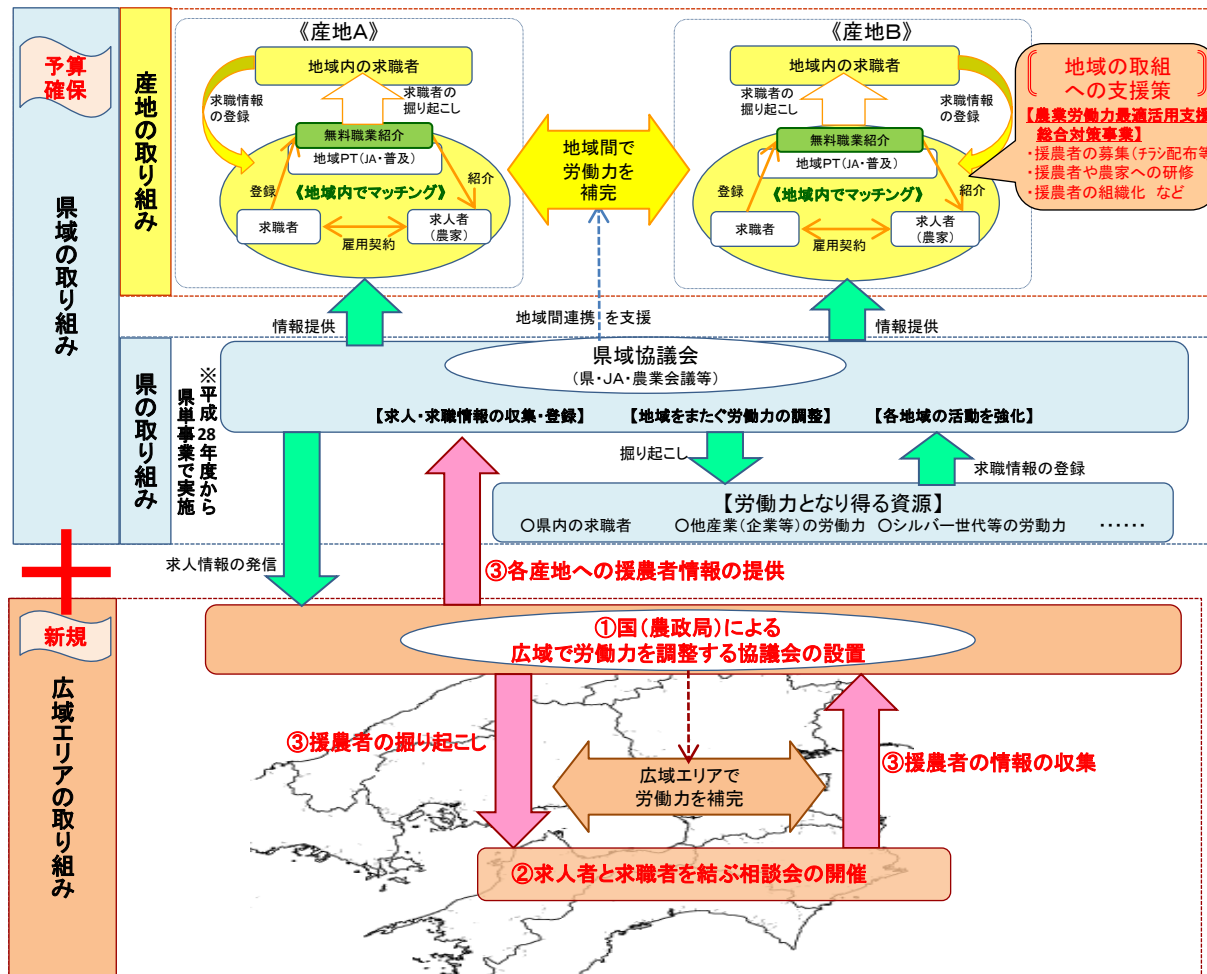 予算
確保
県域の取り組み
産地の取り組み
《産地A》
地域内の求職者
求職情報
の登録
求職者の
掘り起こし
無料職業紹介
地域PT(JA・普及)
登録
《地域内でマッチング》
紹介
求職者
求人者
(農家)
雇用契約
地域間で
労働力を
補完
《産地B》
地域内の求職者
求職者の
掘り起こし
求職情報
の登録
無料職業紹介
地域PT(JA・普及)
登録
《地域内でマッチング》
紹介
求職者
求人者
(農家)
雇用契約
地域の取組
への支援策
【農業労働力最適活用支援
総合対策事業】
・援農者の募集(チラシ配布等
・援農者や農家への研修
・援農者の組織化 など
情報提供
地域間連携 を支援
情報提供
県の取り組み
※平成28年度から
県単事業で実施
県域協議会
(県・JA・農業会議等)
【求人・求職情報の収集・登録】
【地域をまたぐ労働力の調整】
【各地域の活動を強化】
掘り起こし
求職情報の登録
【労働力となり得る資源】
○県内の求職者
○他産業(企業等)の労働力
○シルバー世代等の労動力
……
求人情報の発信
③各産地への援農者情報の提供
新規
広域エリアの取り組み
①国(農政局)による
広域で労働力を調整する協議会の設置
③援農者の掘り起こし
広域エリアで
労働力を補完
③援農者の情報の収集
②求人者と求職者を結ぶ相談会の開催